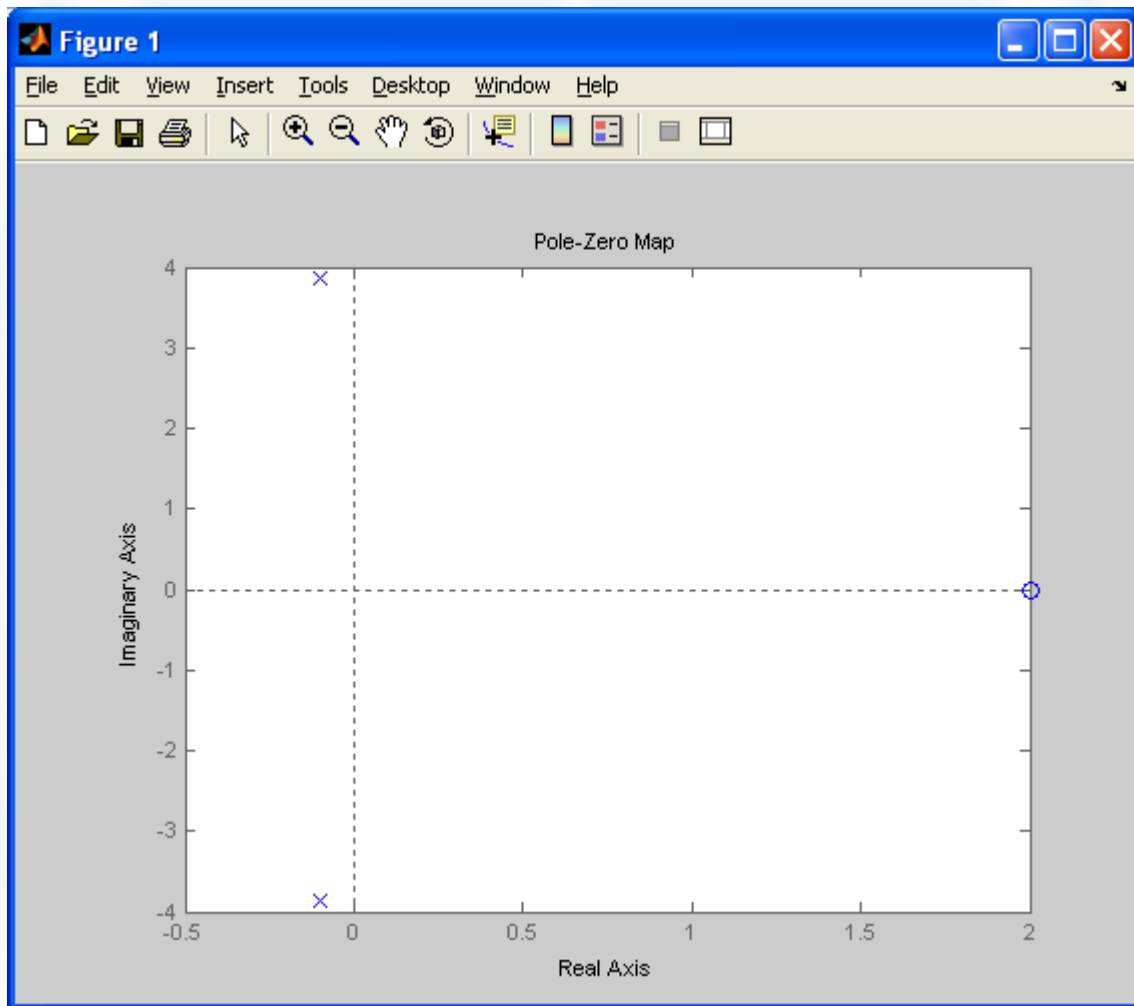 Figure 1
File Edit View Insert Tools Desktop Window Help
Pole-Zero Map
4
3
2
1
0
-1
-2
-3
-4
Imaginary Axis
-0.5 0 0.5 1 1.5 2
Real Axis